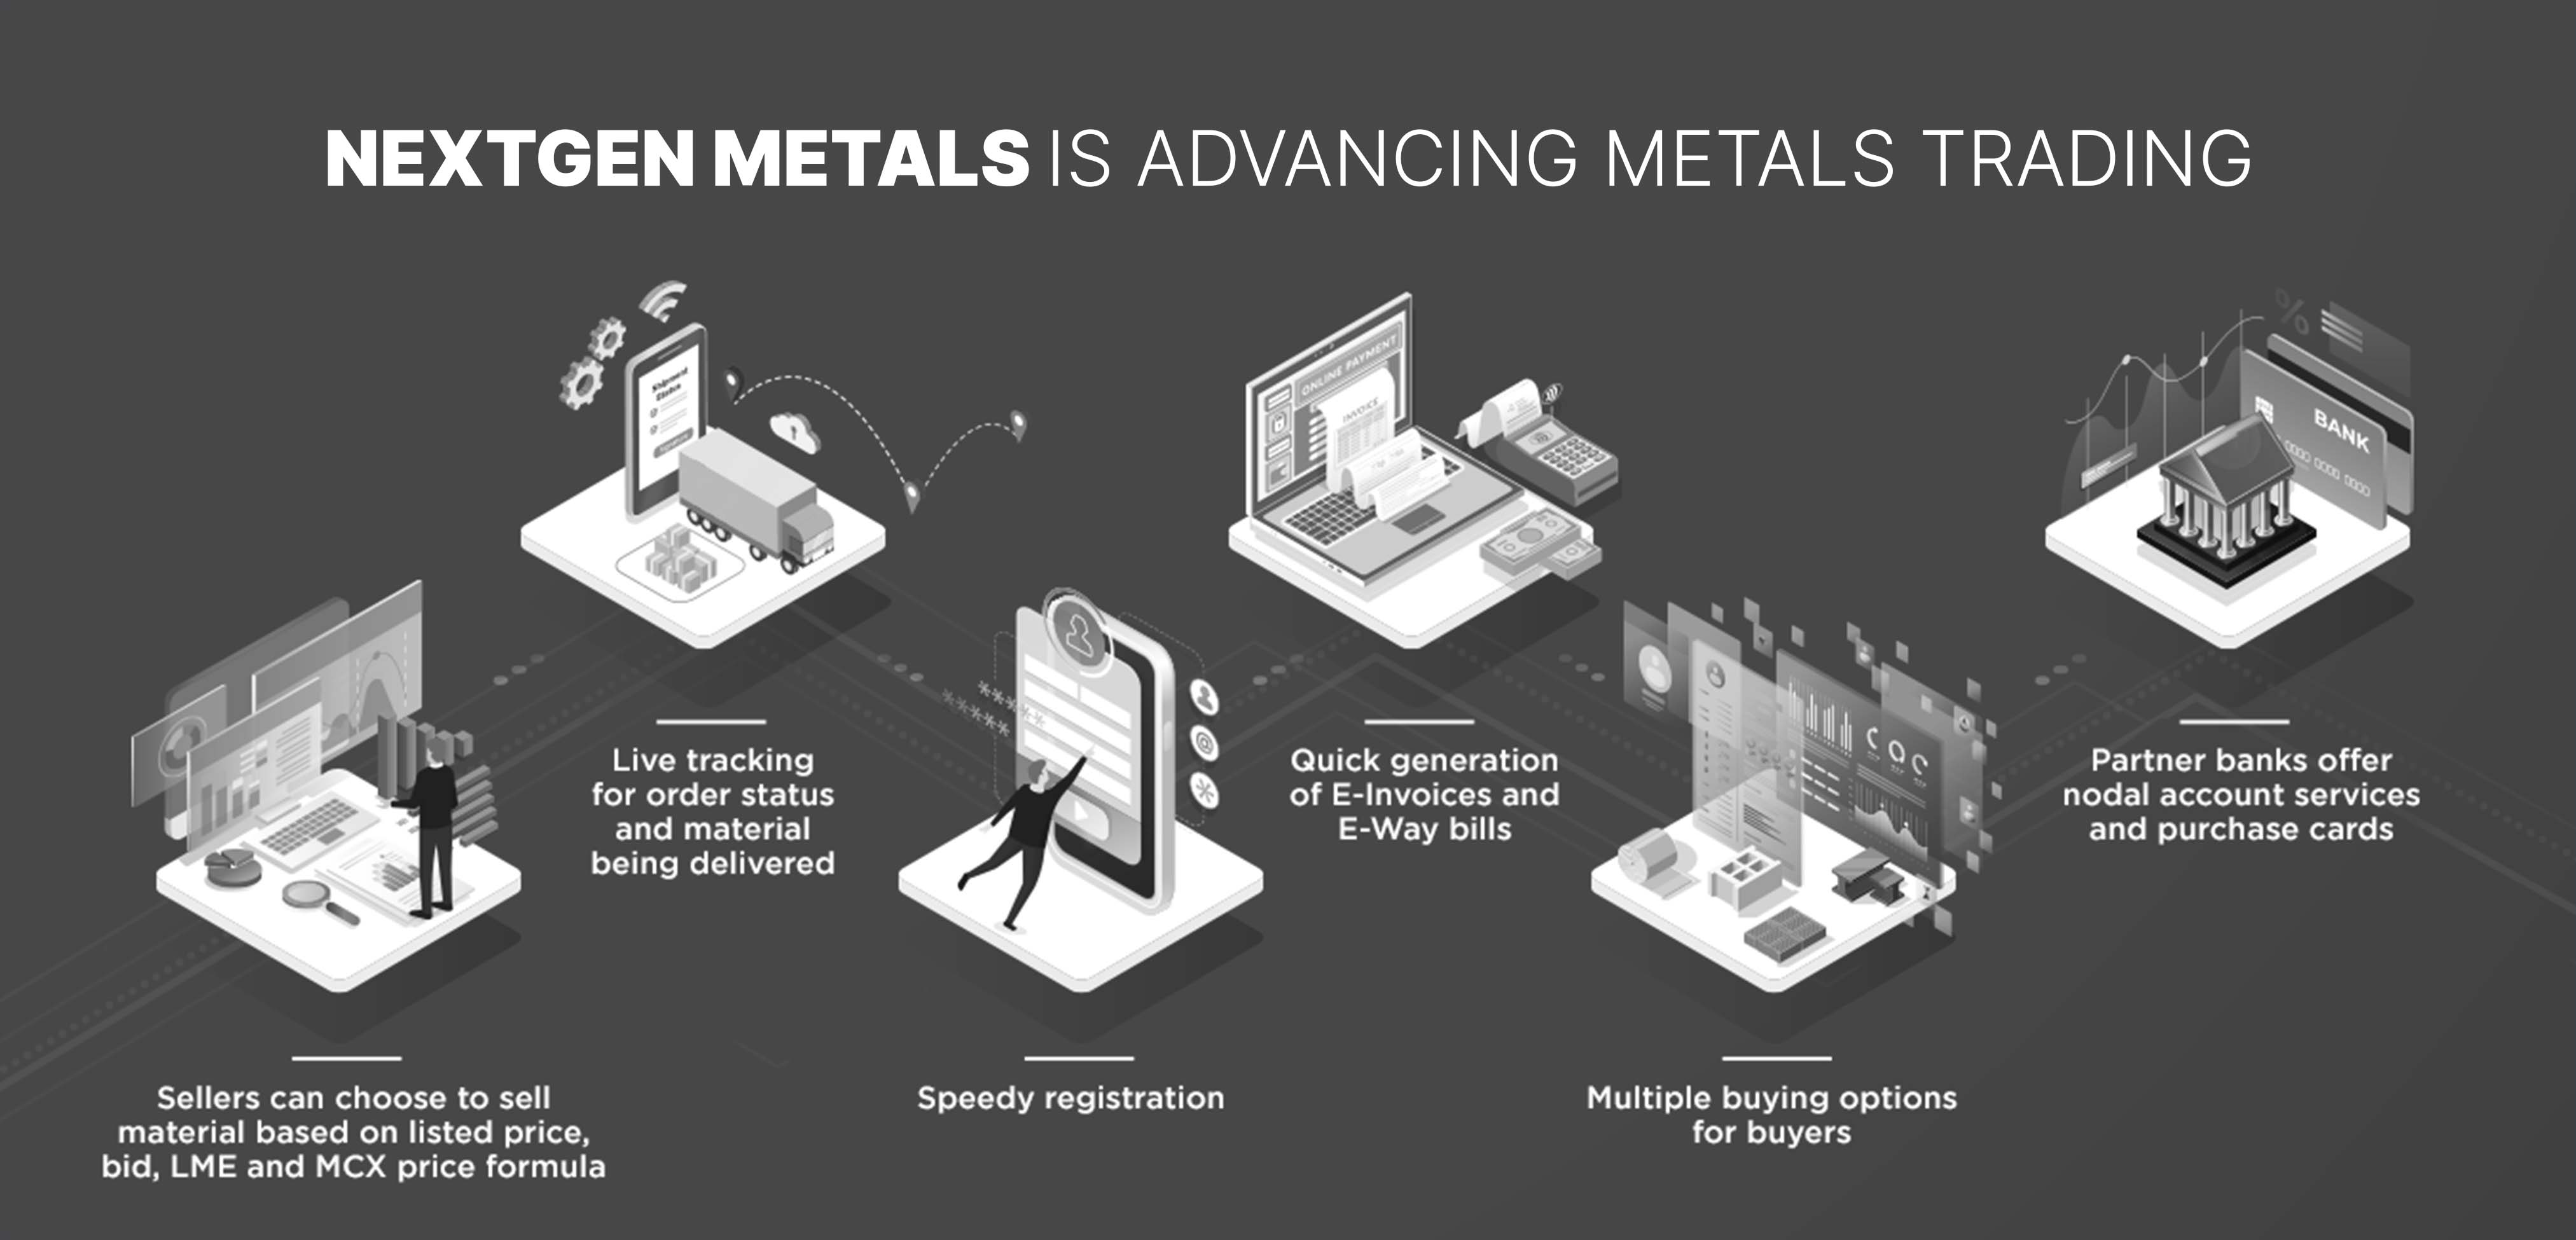 NEXTGEN METALS IS ADVANCING METALS TRADING
Shipment
Status
ONLINE PAYMENT
INVOICE
%
BANK
Live tracking
for order status
and material
being delivered
Quick generation
of E-Invoices and
E-Way bills
Partner banks offer
nodal account services
and purchase cards
Sellers can choose to sell
material based on listed price,
bid, LME and MCX price formula
Speedy registration
Multiple buying options
for buyers